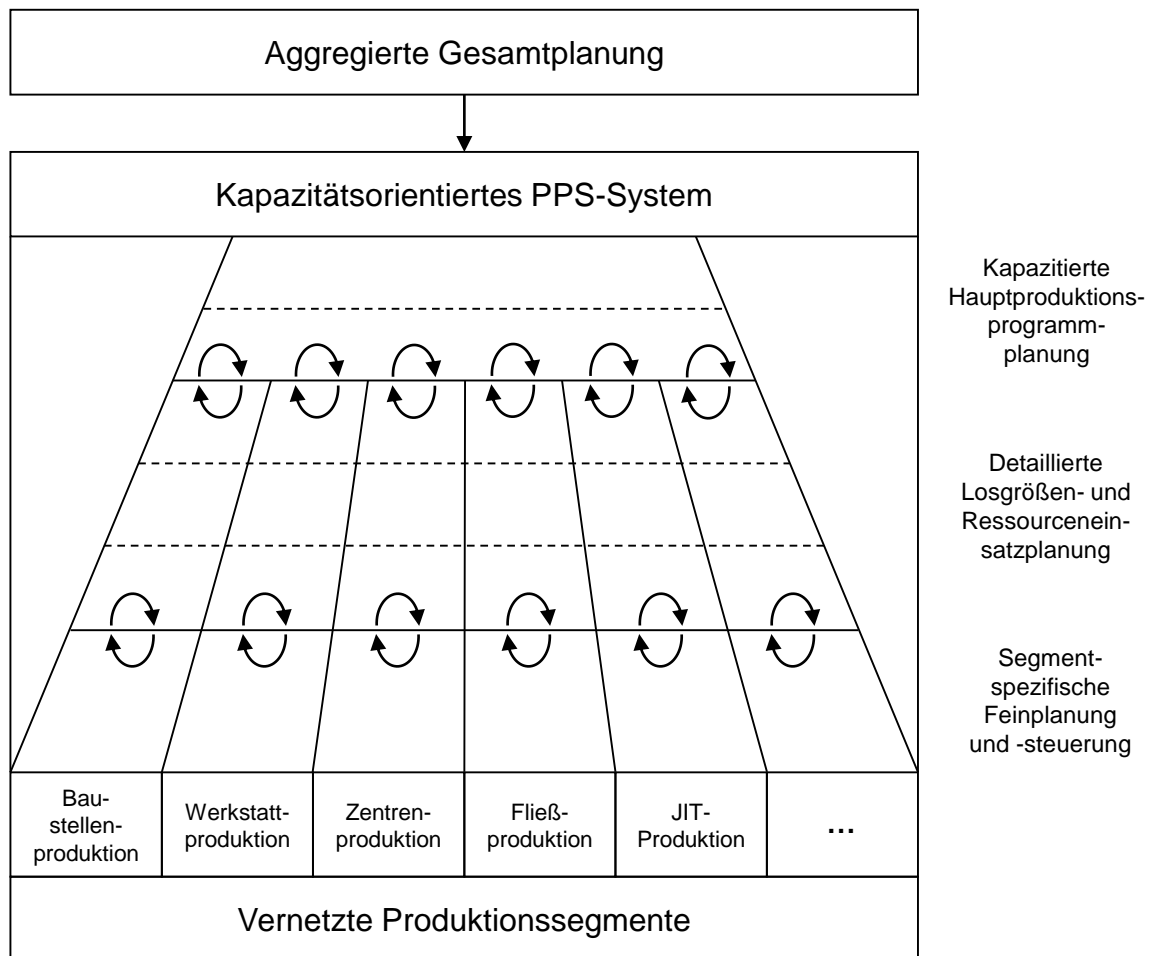 Aggregierte Gesamtplanung
Kapazitätsorientiertes PPS-System
Kapazitierte
Hauptproduktions-
programm-
planung
Detaillierte
Losgrößen- und
Ressourcenein-
satzplanung
Segment-
spezifische
Feinplanung
und -steuerung
Bau-
stellen-
produktion
Werkstatt-
produktion
Zentren-
produktion
Fließ-
produktion
JIT-
Produktion
...
Vernetzte Produktionssegmente